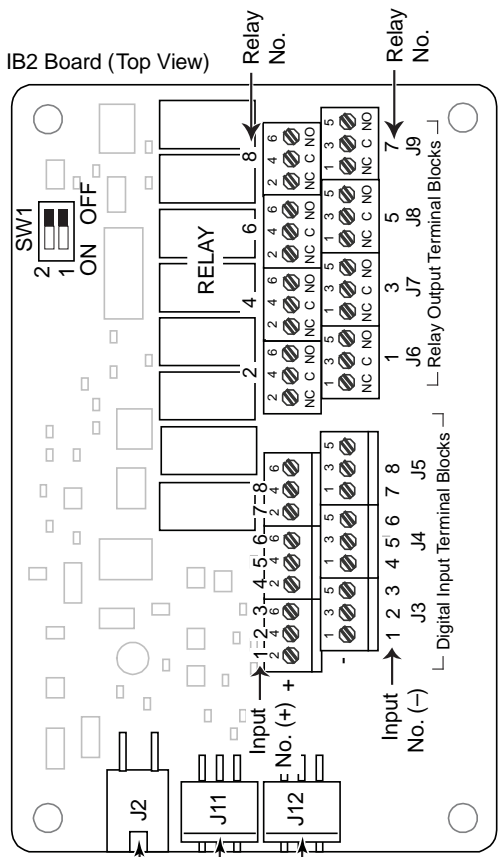 IB2 Board (Top View)
Relay
No.
Relay
No.
SW1
2
1
ON OFF
RELAY
2 4 6 8
2 4 6
2 4 6
2 4 6
2 4 6
NC C NO
NC C NO
NC C NO
NC C NO
1 3 5
1 3 5
1 3 5
1 3 5
NC C NO
NC C NO
NC C NO
NC C NO
1 3 5 7
J6 J7 J8 J9
Relay Output Terminal Blocks
1 2 3 4 5 6 7 8
2 4 6
2 4 6
2 4 6
+
1 3 5
1 3 5
1 3 5
-
1 2 3 4 5 6 7 8
J3 J4 J5
Digital Input Terminal Blocks
Input
No. (+)
Input
No. (–)
J2
J11
J12